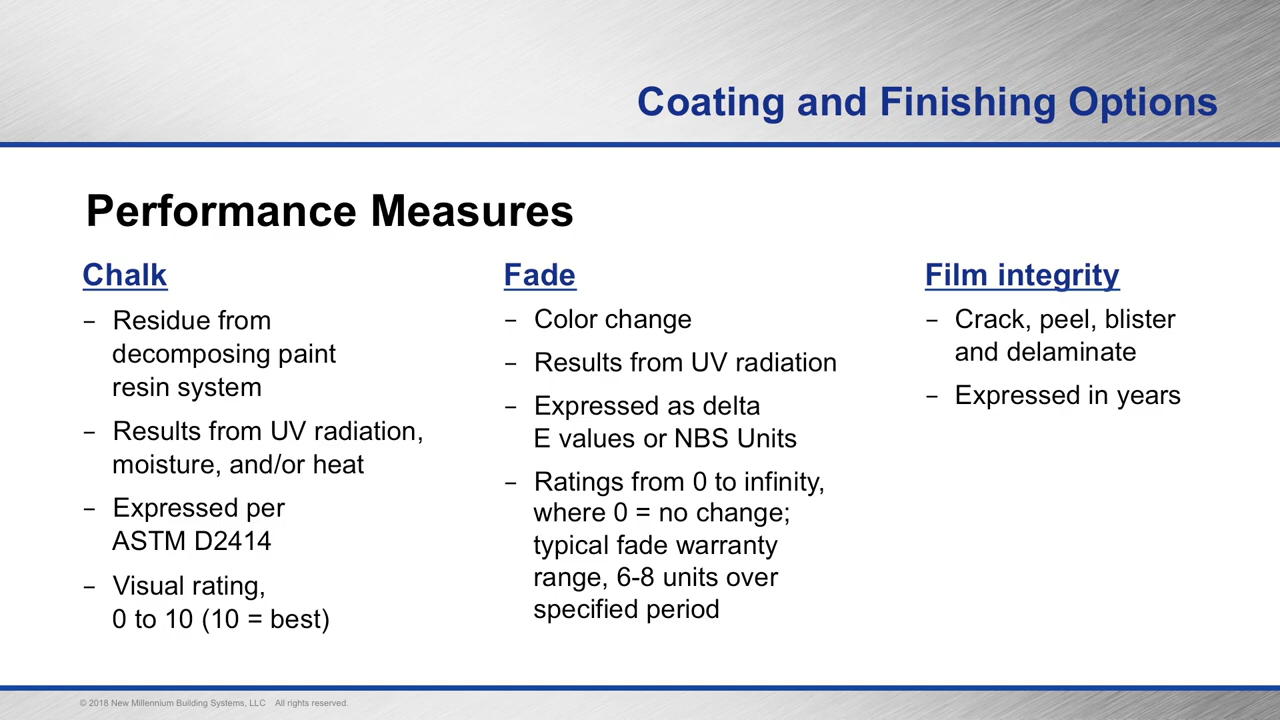 Coating and Finishing Options
Performance Measures
Chalk
– Residue from
decomposing paint
resin system
– Results from UV radiation,
moisture, and/or heat
– Expressed per
ASTM D2414
– Visual rating,
0 to 10 (10 = best)
Fade
– Color change
– Results from UV radiation
– Expressed as delta
E values or NBS Units
– Ratings from 0 to infinity,
where 0 = no change;
typical fade warranty
range, 6-8 units over
specified period
Film integrity
– Crack, peel, blister
and delaminate
– Expressed in years
© 2018 New Millennium Building Systems, LLC All rights reserved.